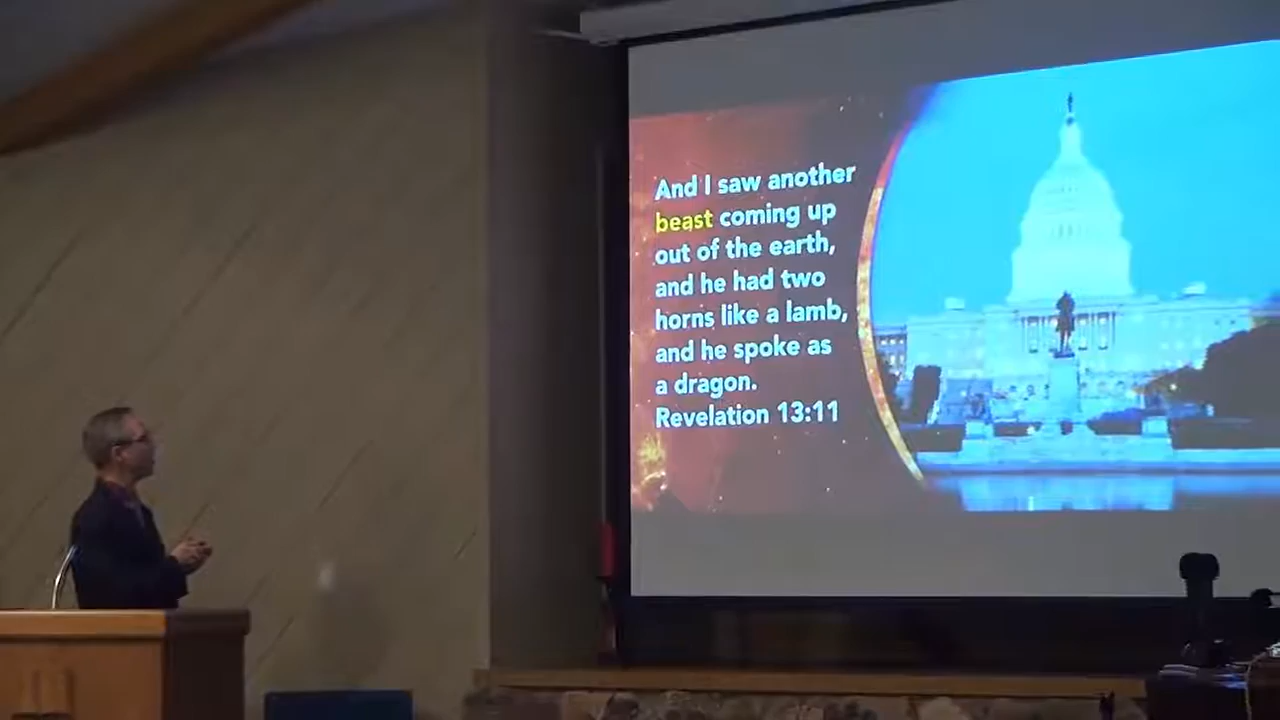 And I saw another
beast coming up
out of the earth,
and he had two
horns like a lamb,
and he spoke as
a dragon.
Revelation 13:11